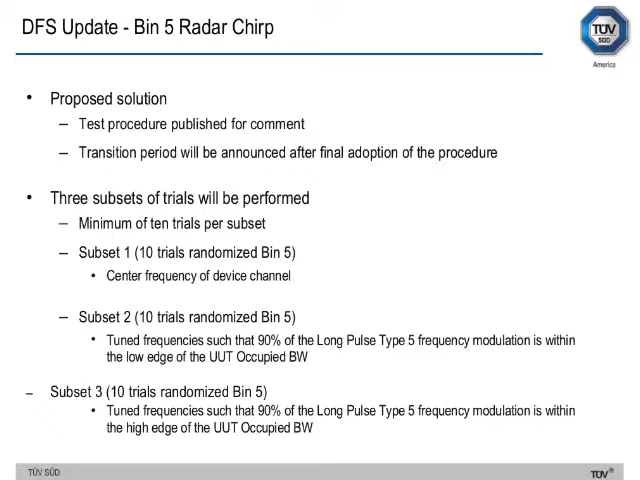 DFS Update - Bin 5 Radar Chirp
TÜV
SÜD
America
• Proposed solution
– Test procedure published for comment
– Transition period will be announced after final adoption of the procedure
• Three subsets of trials will be performed
– Minimum of ten trials per subset
– Subset 1 (10 trials randomized Bin 5)
• Center frequency of device channel
– Subset 2 (10 trials randomized Bin 5)
• Tuned frequencies such that 90% of the Long Pulse Type 5 frequency modulation is within
the low edge of the UUT Occupied BW
– Subset 3 (10 trials randomized Bin 5)
• Tuned frequencies such that 90% of the Long Pulse Type 5 frequency modulation is within
the high edge of the UUT Occupied BW
TÜV SÜD
TÜV®